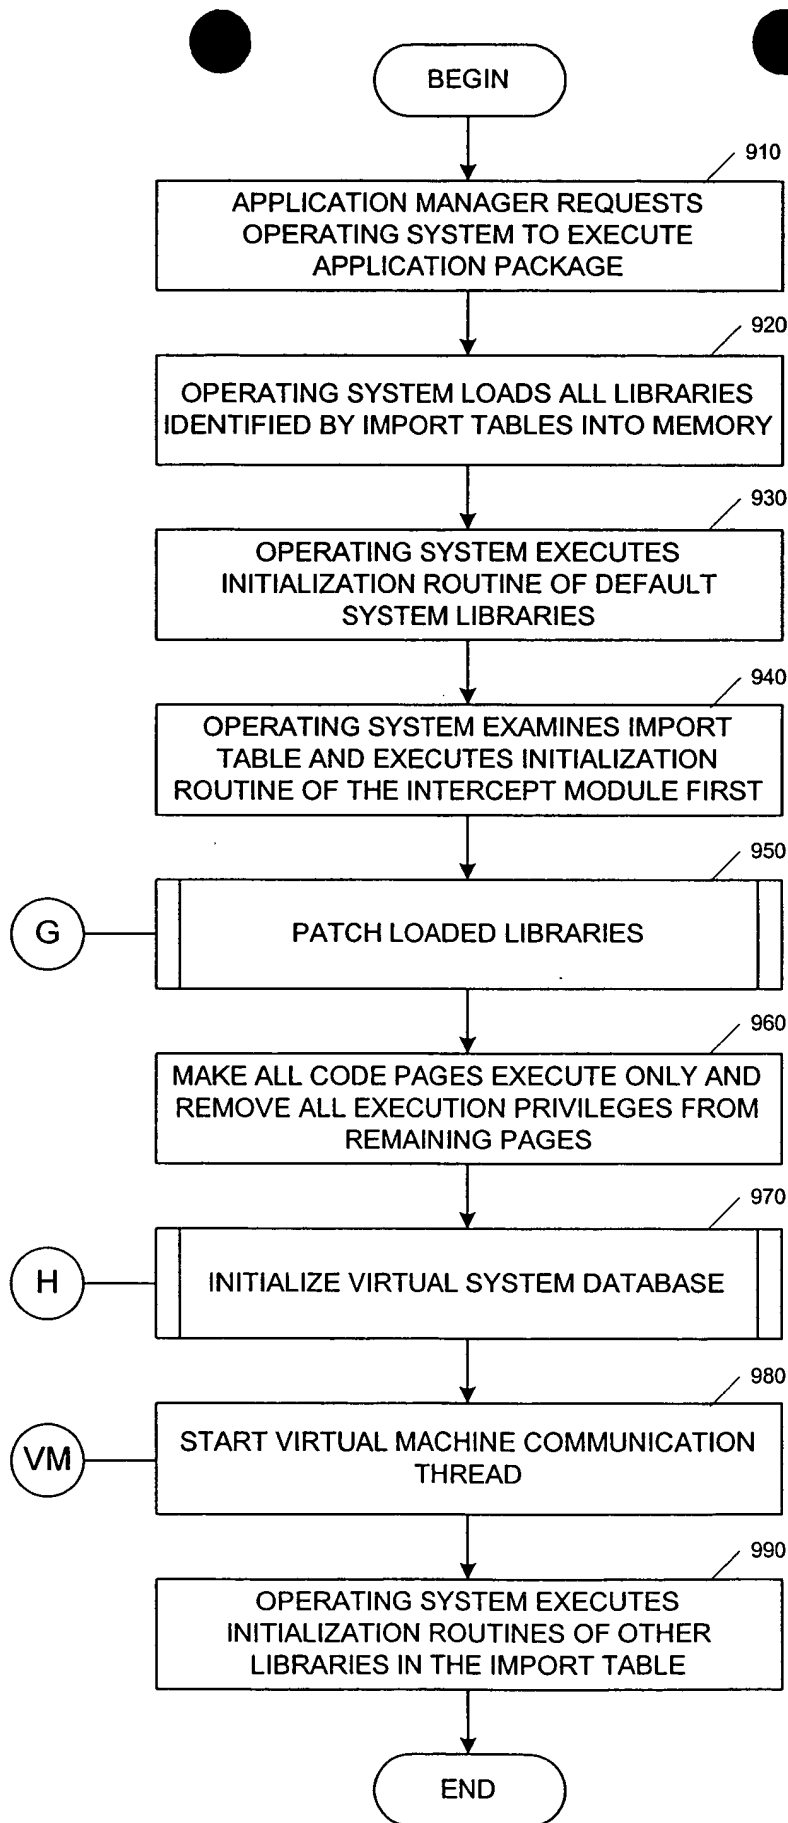 BEGIN
910
APPLICATION MANAGER REQUESTS
OPERATING SYSTEM TO EXECUTE
APPLICATION PACKAGE
920
OPERATING SYSTEM LOADS ALL LIBRARIES
IDENTIFIED BY IMPORT TABLES INTO MEMORY
930
OPERATING SYSTEM EXECUTES
INITIALIZATION ROUTINE OF DEFAULT
SYSTEM LIBRARIES
940
OPERATING SYSTEM EXAMINES IMPORT
TABLE AND EXECUTES INITIALIZATION
ROUTINE OF THE INTERCEPT MODULE FIRST
950
G
PATCH LOADED LIBRARIES
960
MAKE ALL CODE PAGES EXECUTE ONLY AND
REMOVE ALL EXECUTION PRIVILEGES FROM
REMAINING PAGES
970
H
INITIALIZE VIRTUAL SYSTEM DATABASE
980
VM
START VIRTUAL MACHINE COMMUNICATION
THREAD
990
OPERATING SYSTEM EXECUTES
INITIALIZATION ROUTINES OF OTHER
LIBRARIES IN THE IMPORT TABLE
END